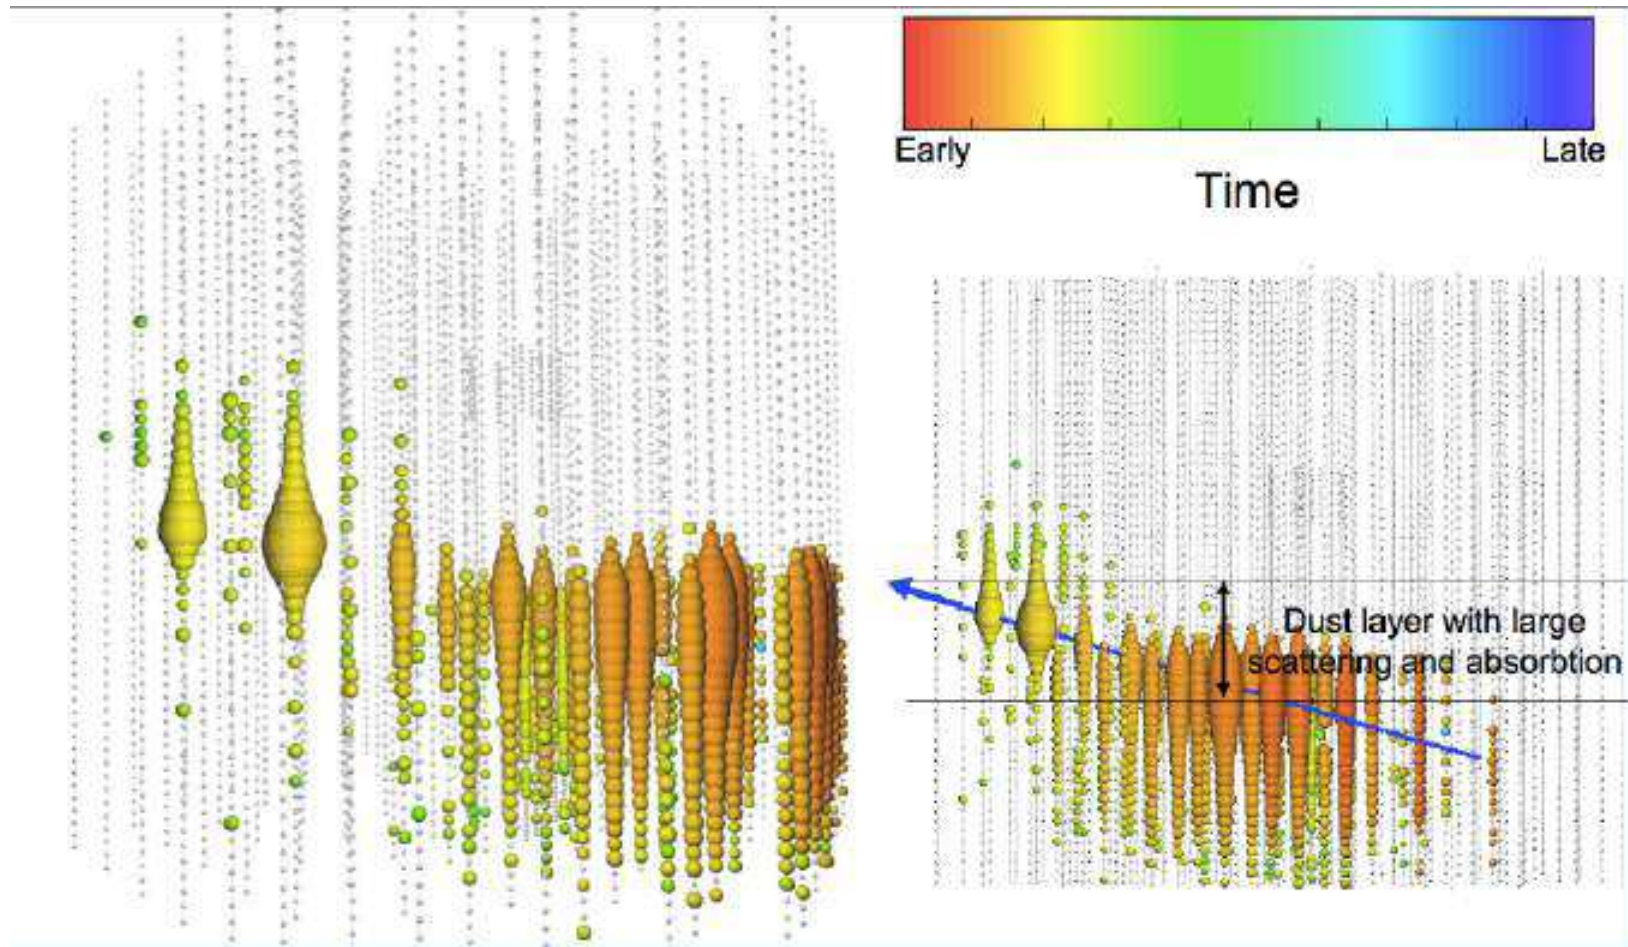 Early
Late
Time
Dust layer with large
scattering and absorbtion